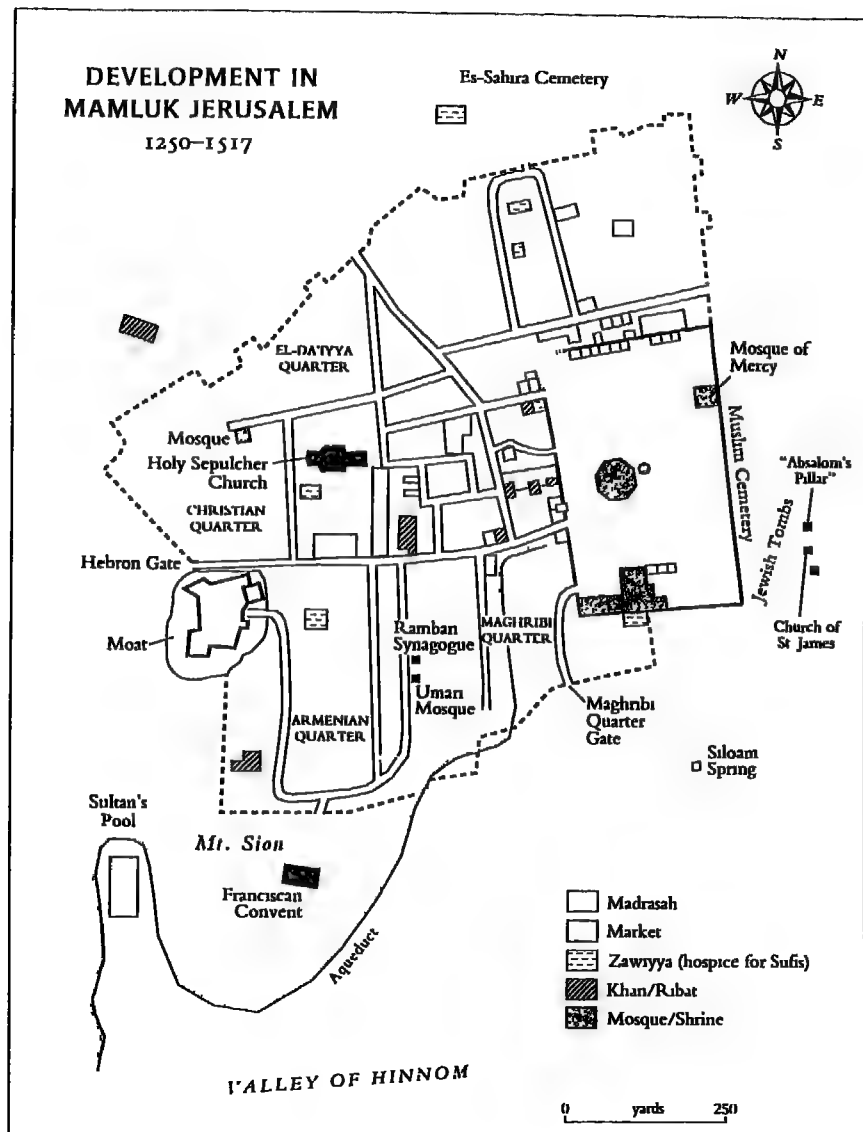 DEVELOPMENT IN
MAMLUK JERUSALEM
1250–1517
Es-Sahira Cemetery
N
W
E
S
EL-DA'IYYA
QUARTER
Mosque of
Mercy
Muslim Cemetery
Mosque
Holy Sepulcher
Church
"Absalom's
Pillar"
CHRISTIAN
QUARTER
Jewish Tombs
Hebron Gate
Moat
Ramban
Synagogue
MAGHRIBI
QUARTER
Church of
St James
Umari
Mosque
ARMENIAN
QUARTER
Maghribi
Quarter
Gate
Siloam
Spring
Sultan's
Pool
Mt. Sion
Franciscan
Convent
Aqueduct
Madrasah
Market
Zawiyya (hospice for Sufis)
Khan/Ribat
Mosque/Shrine
VALLEY OF HINNOM
0 yards 250